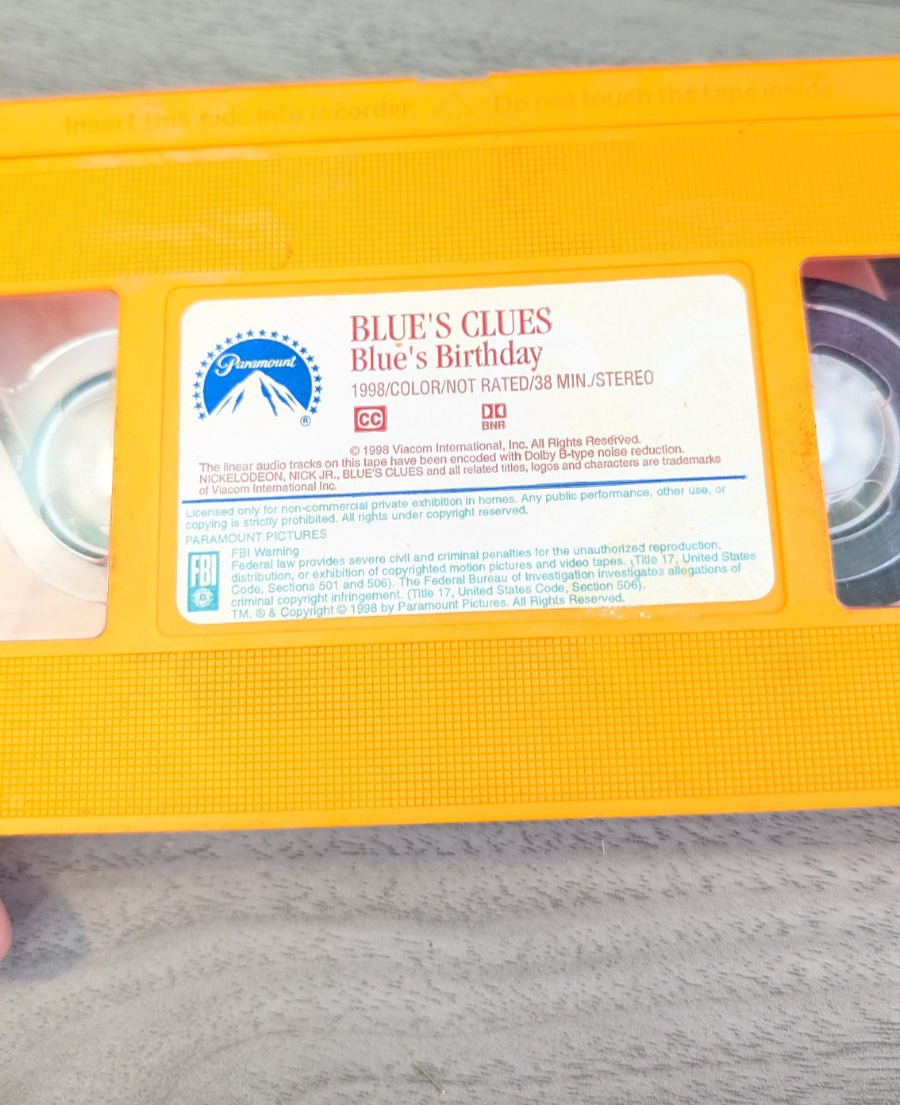 Insert this side into recorder Do not touch the tape inside
Paramount
®
BLUE'S CLUES
Blue's Birthday
1998/COLOR/NOT RATED/38 MIN./STEREO
CC
BNR
© 1998 Viacom International, Inc. All Rights Reserved.
The linear audio tracks on this tape have been encoded with Dolby B-type noise reduction.
NICKELODEON, NICK JR., BLUE'S CLUES and all related titles, logos and characters are trademarks
of Viacom International Inc.
Licensed only for non-commercial private exhibition in homes. Any public performance, other use, or
copying is strictly prohibited. All rights under copyright reserved.
PARAMOUNT PICTURES
FBI
FBI Warning
Federal law provides severe civil and criminal penalties for the unauthorized reproduction,
distribution, or exhibition of copyrighted motion pictures and video tapes. (Title 17, United States
Code, Sections 501 and 506). The Federal Bureau of Investigation investigates allegations of
criminal copyright infringement. (Title 17, United States Code, Section 506).
TM, ® & Copyright © 1998 by Paramount Pictures. All Rights Reserved.